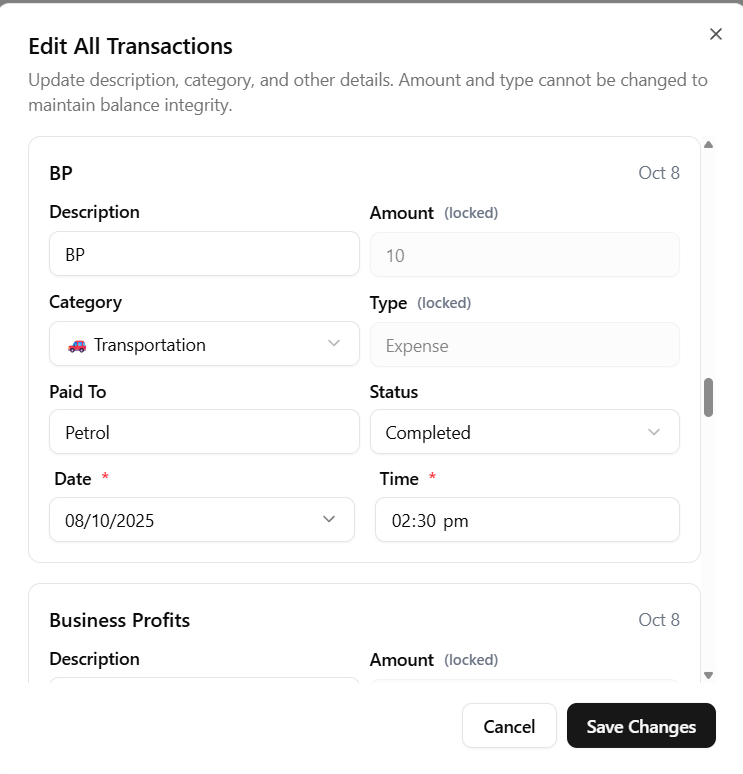 Edit All Transactions
Update description, category, and other details. Amount and type cannot be changed to
maintain balance integrity.
BP Oct 8
Description Amount (locked)
BP 10
Category Type (locked)
Transportation Expense
Paid To Status
Petrol Completed
Date * Time *
08/10/2025 02:30 pm
Business Profits Oct 8
Description Amount (locked)
Cancel Save Changes